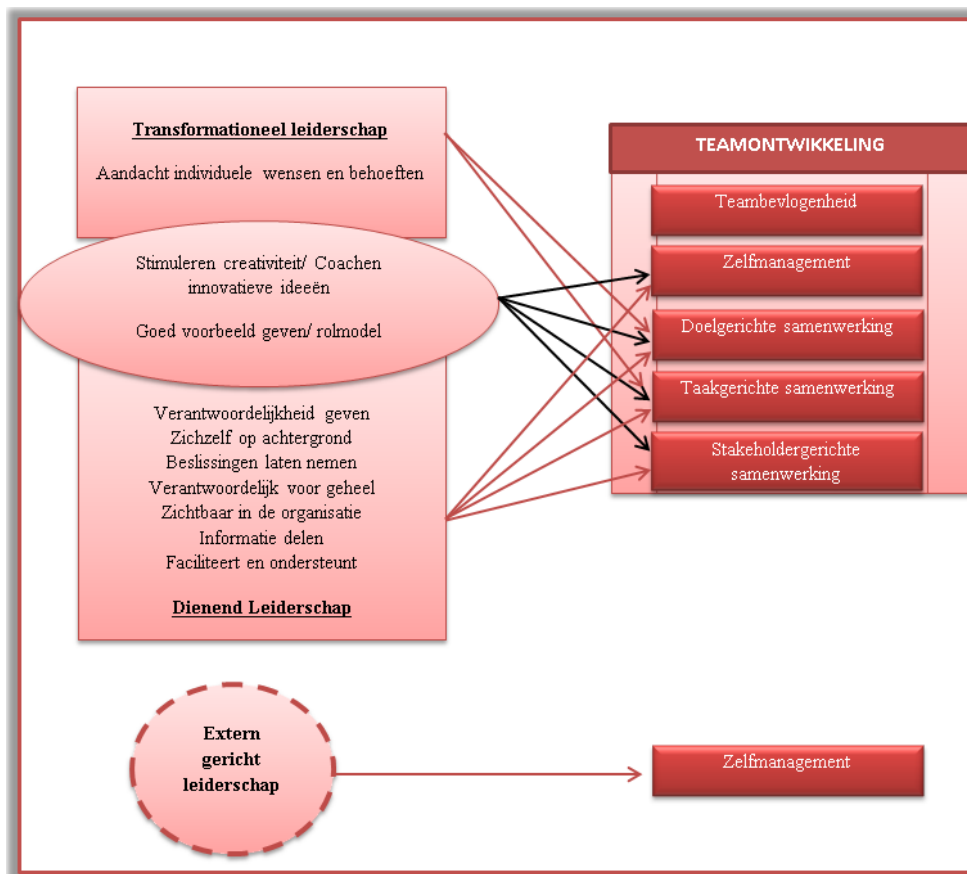 Transformationeel leiderschap
Aandacht individuele wensen en behoeften
Stimuleren creativiteit/ Coachen
innovatieve ideeën
Goed voorbeeld geven/ rolmodel
Verantwoordelijkheid geven
Zichzelf op achtergrond
Beslissingen laten nemen
Verantwoordelijk voor geheel
Zichtbaar in de organisatie
Informatie delen
Faciliteert en ondersteunt
Dienend Leiderschap
TEAMONTWIKKELING
Teambevlogenheid
Zelfmanagement
Doelgerichte samenwerking
Taakgerichte samenwerking
Stakeholdergerichte
samenwerking
Extern
gericht
leiderschap
Zelfmanagement